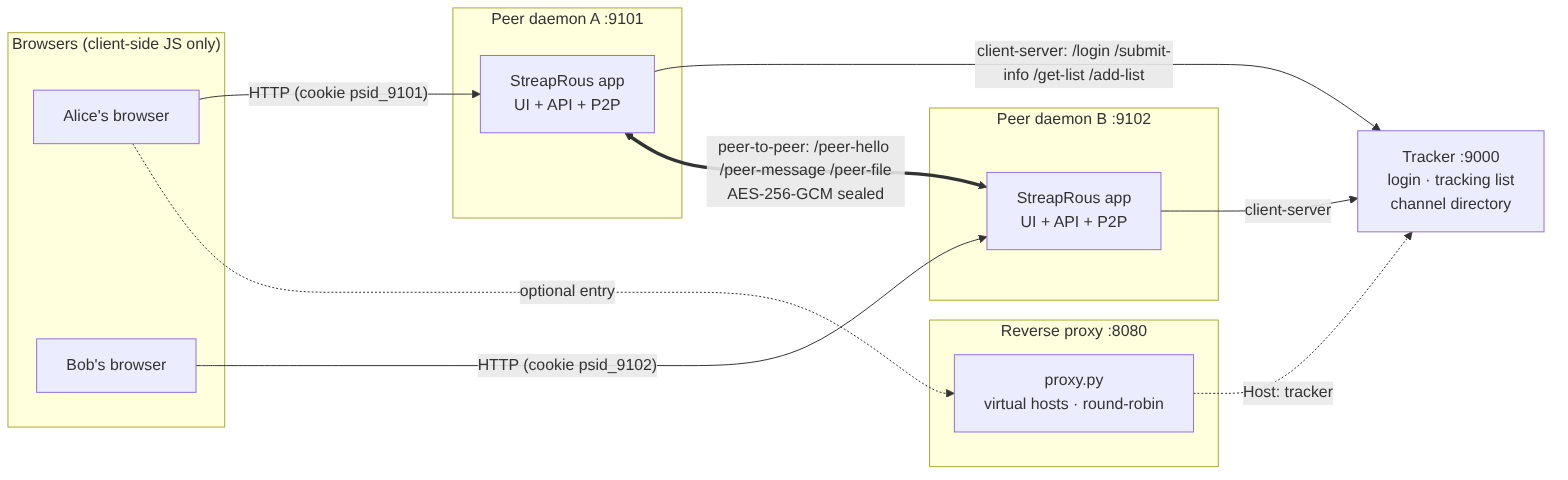 Browsers (client-side JS only)
Alice's browser
Bob's browser
HTTP (cookie psid_9101)
Peer daemon A :9101
StreapRous app
UI + API + P2P
client-server: /login /submit-
info /get-list /add-list
peer-to-peer: /peer-hello
/peer-message /peer-file
AES-256-GCM sealed
Peer daemon B :9102
StreapRous app
UI + API + P2P
client-server
Tracker :9000
login · tracking list
channel directory
optional entry
HTTP (cookie psid_9102)
Reverse proxy :8080
proxy.py
virtual hosts · round-robin
Host: tracker